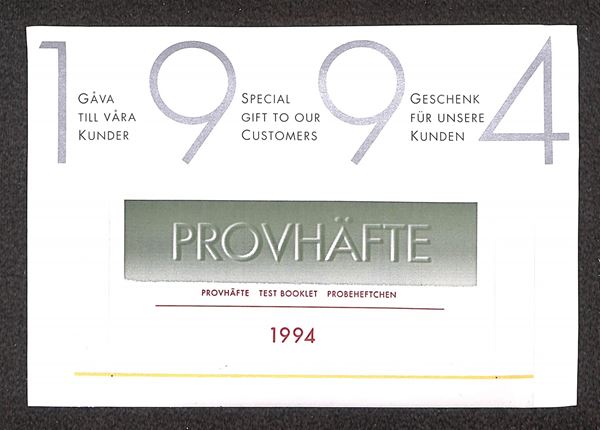 1994
GÅVA
TILL VÅRA
KUNDER
SPECIAL
GIFT TO OUR
CUSTOMERS
GESCHENK
FÜR UNSERE
KUNDEN
PROVHÄFTE
PROVHÄFTE TEST BOOKLET PROBEHEFTCHEN
1994